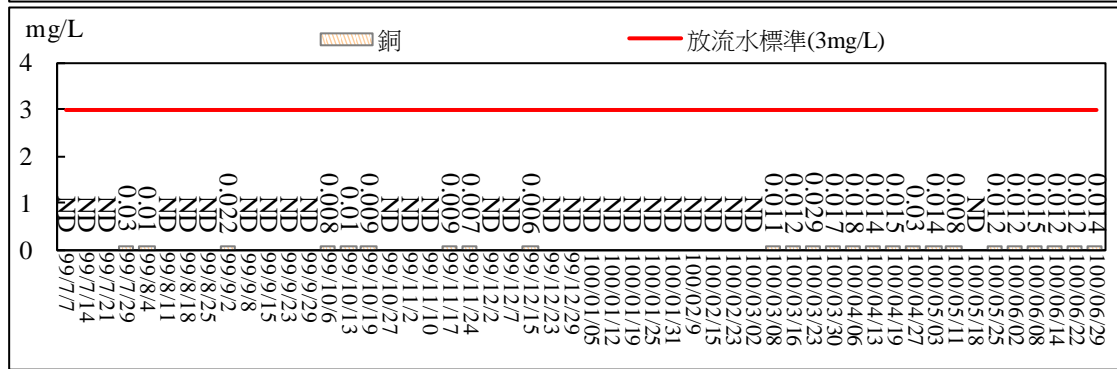 mg/L
銅
放流水標準(3mg/L)
4
3
2
1
0
ND
ND
ND
0.03
0.01
ND
ND
ND
0.022
ND
ND
ND
ND
0.008
0.01
0.009
ND
ND
ND
0.009
0.007
ND
ND
0.006
ND
ND
ND
ND
ND
ND
ND
ND
ND
ND
ND
0.011
0.012
0.029
0.017
0.018
0.014
0.015
0.03
0.014
0.008
ND
0.012
0.012
0.015
0.012
0.012
0.014
99/7/7
99/7/14
99/7/21
99/7/29
99/8/4
99/8/11
99/8/18
99/8/25
99/9/2
99/9/8
99/9/15
99/9/23
99/9/29
99/10/06
99/10/13
99/10/19
99/10/27
99/11/2
99/11/10
99/11/17
99/11/24
99/12/2
99/12/7
99/12/15
99/12/23
99/12/29
100/01/05
100/01/12
100/01/19
100/01/25
100/01/31
100/02/9
100/02/15
100/02/23
100/03/02
100/03/08
100/03/16
100/03/23
100/03/30
100/04/06
100/04/13
100/04/19
100/04/27
100/05/03
100/05/11
100/05/18
100/05/25
100/06/02
100/06/08
100/06/14
100/06/22
100/06/29